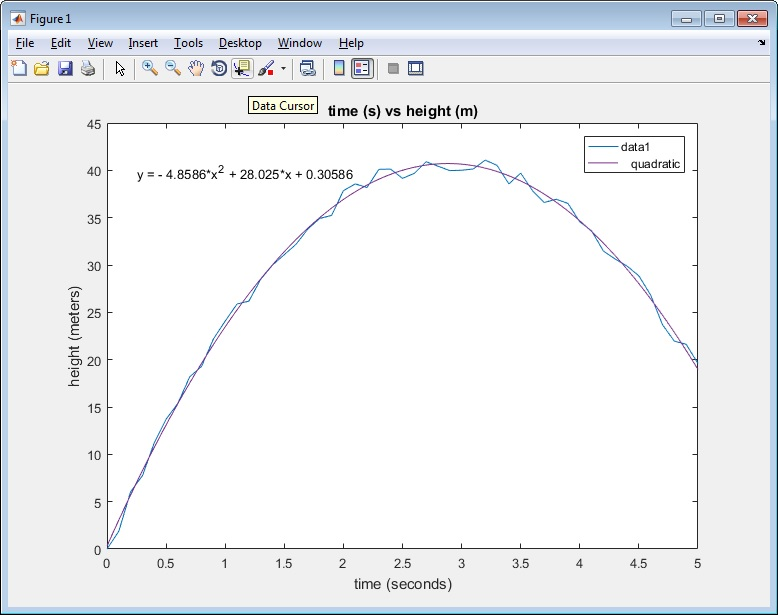 Figure 1
File Edit View Insert Tools Desktop Window Help
Data Cursor
time (s) vs height (m)
data1
quadratic
y = - 4.8586*x² + 28.025*x + 0.30586
height (meters)
45
40
35
30
25
20
15
10
5
0
0 0.5 1 1.5 2 2.5 3 3.5 4 4.5 5
time (seconds)